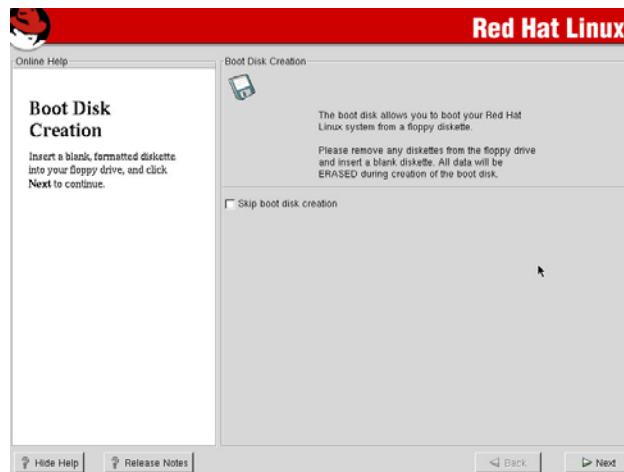 Red Hat Linux
Online Help
Boot Disk
Creation
Insert a blank, formatted diskette
into your floppy drive, and click
Next to continue.
Boot Disk Creation
The boot disk allows you to boot your Red Hat
Linux system from a floppy diskette.
Please remove any diskettes from the floppy drive
and insert a blank diskette. All data will be
ERASED during creation of the boot disk.
Skip boot disk creation
Hide Help
Release Notes
Back
Next